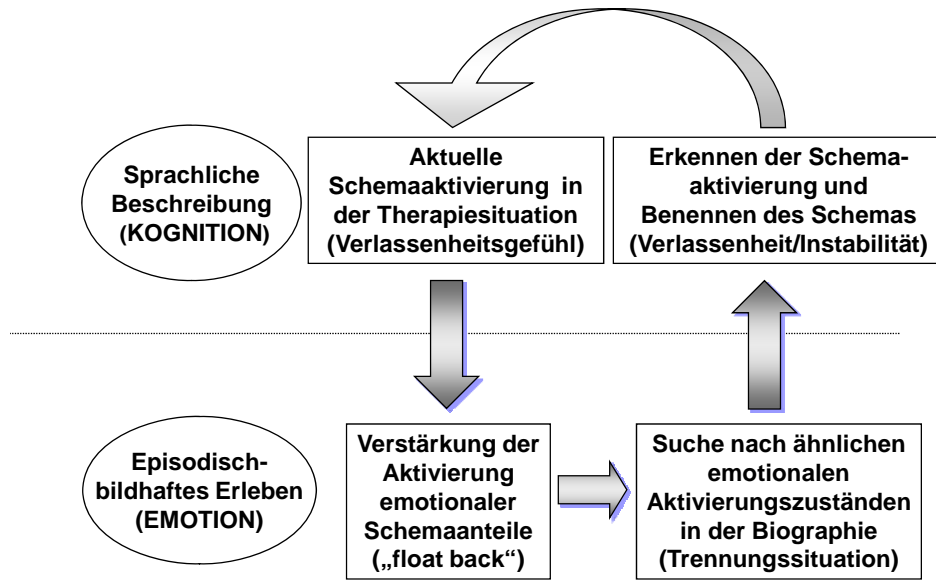 Sprachliche
Beschreibung
(KOGNITION)
Aktuelle
Schemaaktivierung in
der Therapiesituation
(Verlassenheitsgefühl)
Erkennen der Schema-
aktivierung und
Benennen des Schemas
(Verlassenheit/Instabilität)
Episodisch-
bildhaftes Erleben
(EMOTION)
Verstärkung der
Aktivierung
emotionaler
Schemaanteile
(„float back“)
Suche nach ähnlichen
emotionalen
Aktivierungszuständen
in der Biographie
(Trennungssituation)